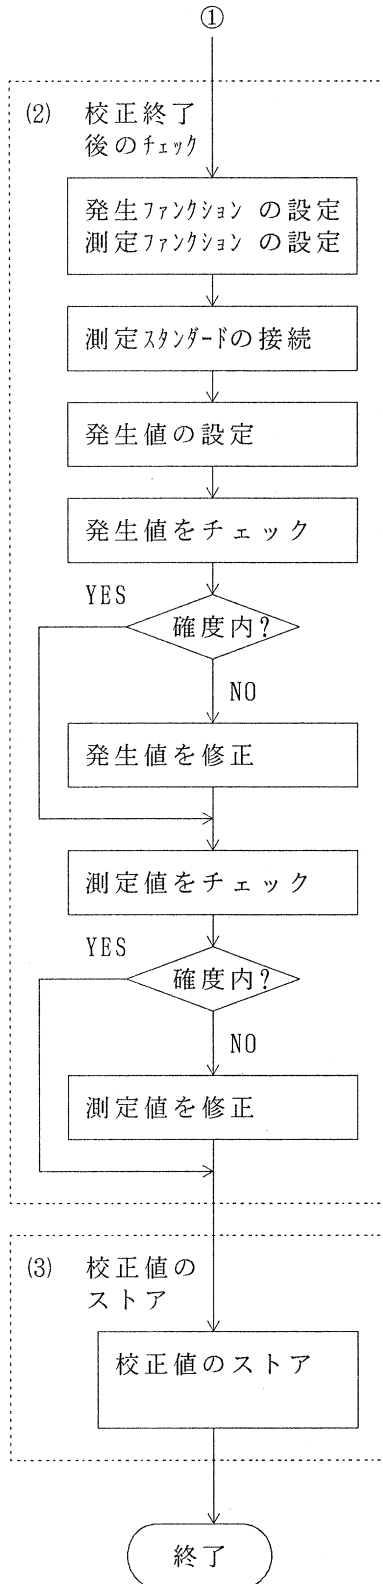 ①
(2) 校正終了
後のﾁｪｯｸ
発生ﾌｧﾝｸｼｮﾝ の設定
測定ﾌｧﾝｸｼｮﾝ の設定
測定ｽﾀﾝﾀﾞｰﾄﾞの接続
発生値の設定
発生値をチェック
YES
確度内?
NO
発生値を修正
測定値をチェック
YES
確度内?
NO
測定値を修正
(3) 校正値の
ストア
校正値のストア
終了